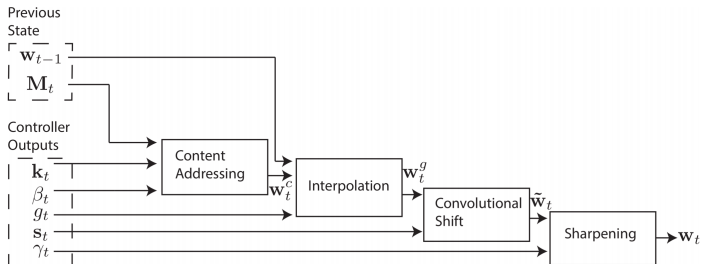 Previous
State
w_{t−1}
M_t
Controller
Outputs
k_t
β_t
g_t
s_t
γ_t
Content
Addressing
w_t^c
Interpolation
w_t^g
Convolutional
Shift
w̃_t
Sharpening
w_t